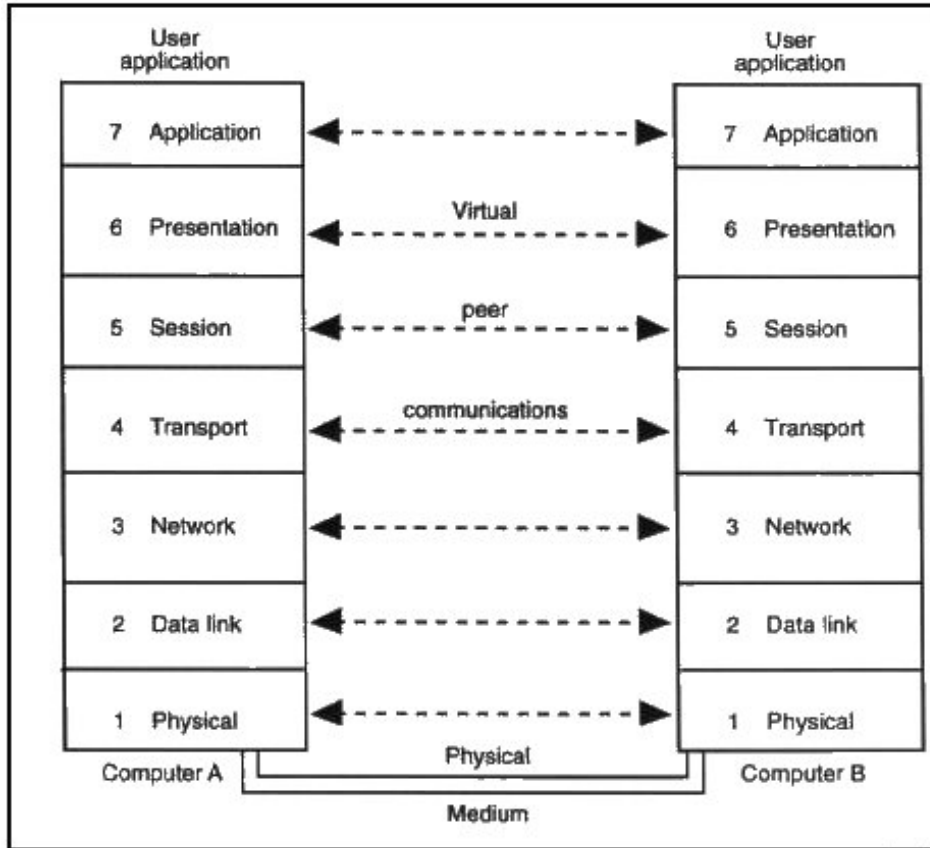 User
application
7 Application
6 Presentation
5 Session
4 Transport
3 Network
2 Data link
1 Physical
Computer A
Virtual
peer
communications
Physical
Medium
User
application
7 Application
6 Presentation
5 Session
4 Transport
3 Network
2 Data link
1 Physical
Computer B